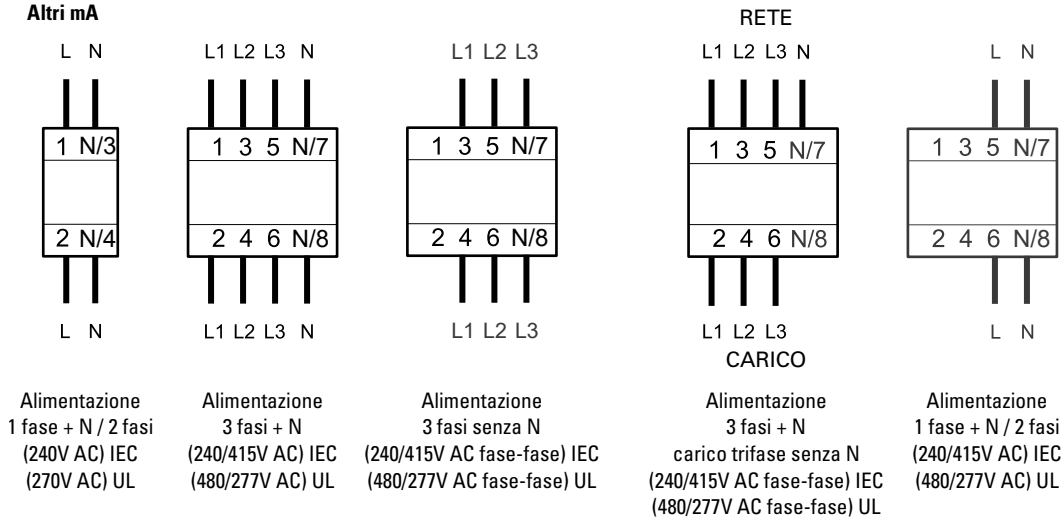 Altri mA
L N
1 N/3
2 N/4
L N
Alimentazione
1 fase + N / 2 fasi
(240V AC) IEC
(270V AC) UL
L1 L2 L3 N
1 3 5 N/7
2 4 6 N/8
L1 L2 L3 N
Alimentazione
3 fasi + N
(240/415V AC) IEC
(480/277V AC) UL
L1 L2 L3
1 3 5 N/7
2 4 6 N/8
L1 L2 L3
Alimentazione
3 fasi senza N
(240/415V AC fase-fase) IEC
(480/277V AC fase-fase) UL
RETE
L1 L2 L3 N
1 3 5 N/7
2 4 6 N/8
L1 L2 L3
CARICO
Alimentazione
3 fasi + N
carico trifase senza N
(240/415V AC fase-fase) IEC
(480/277V AC fase-fase) UL
L N
1 3 5 N/7
2 4 6 N/8
L N
Alimentazione
1 fase + N / 2 fasi
(240/415V AC) IEC
(480/277V AC) UL